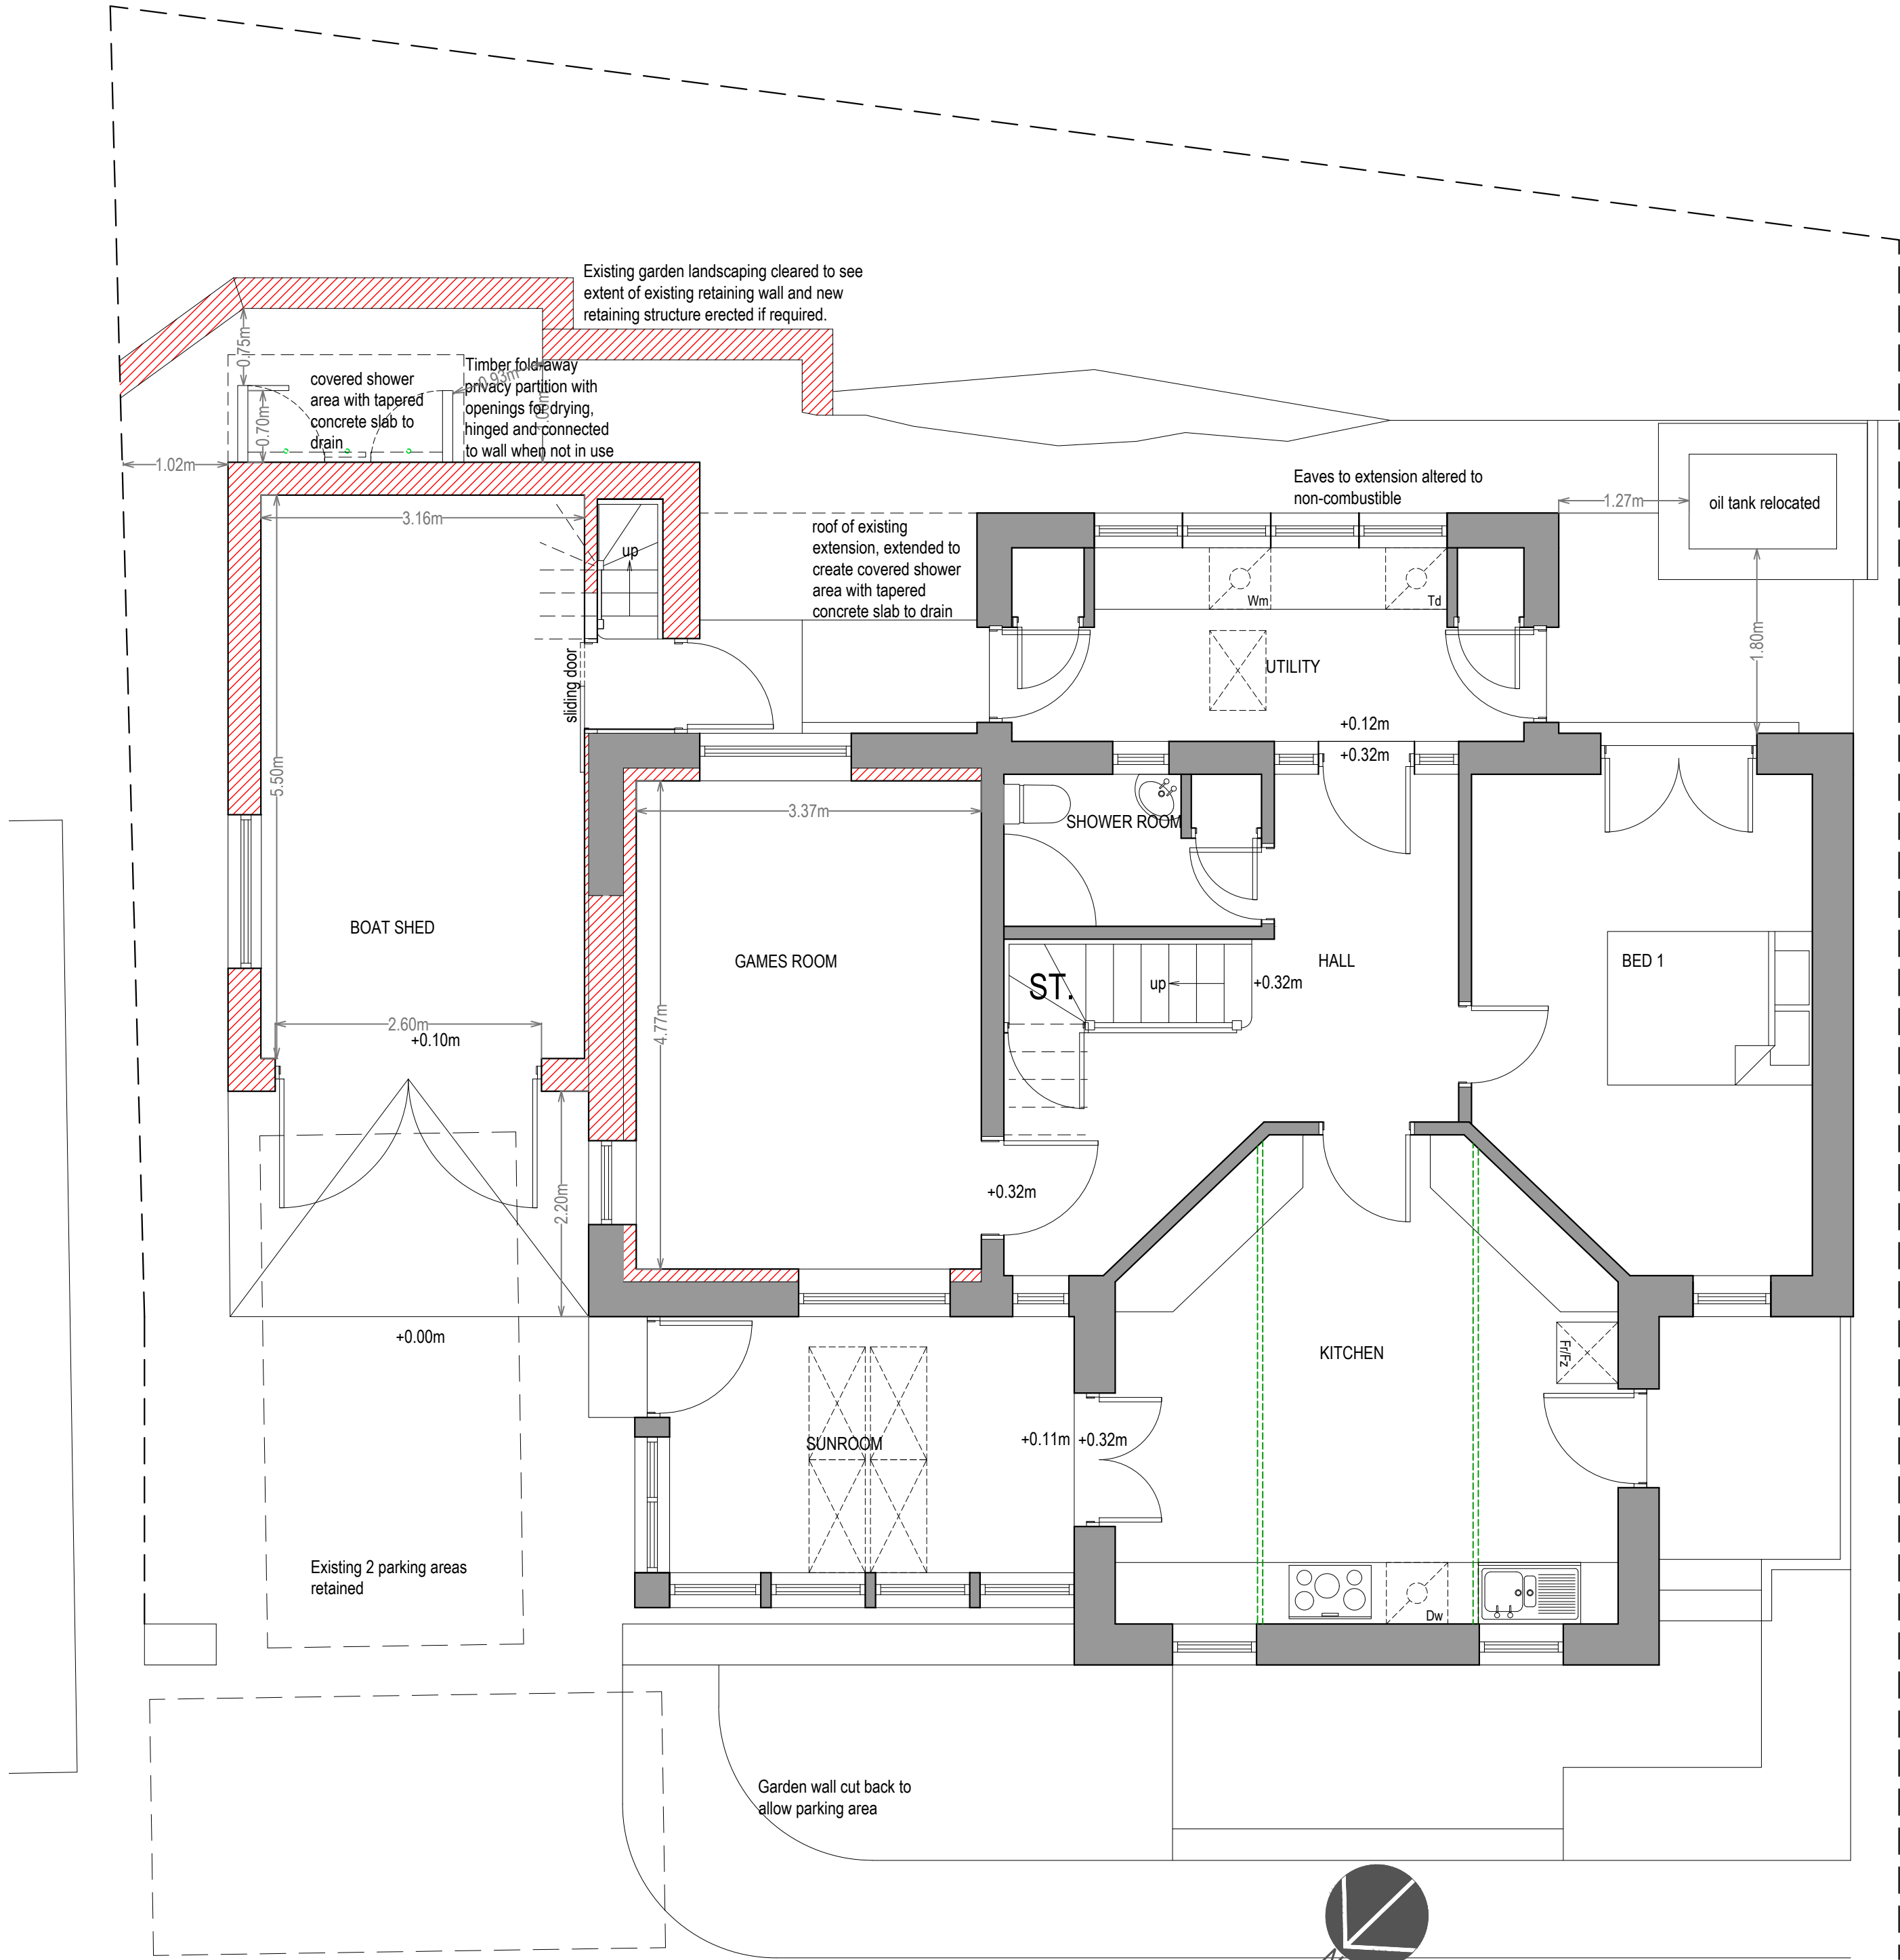 Existing garden landscaping cleared to see
extent of existing retaining wall and new
retaining structure erected if required.
0.75m
Timber fold-away
privacy partition with
openings for drying,
hinged and connected
to wall when not in use
0.93m
covered shower
area with tapered
concrete slab to
drain
0.70m
1.02m
Eaves to extension altered to
non-combustible
1.27m
oil tank relocated
3.16m
up
roof of existing
extension, extended to
create covered shower
area with tapered
concrete slab to drain
Wm
Td
1.80m
sliding door
UTILITY
+0.12m
+0.32m
5.50m
3.37m
SHOWER ROOM
BOAT SHED
GAMES ROOM
HALL
BED 1
ST.
up
+0.32m
4.77m
2.60m
+0.10m
2.20m
+0.32m
+0.00m
KITCHEN
Fr/Fz
SUNROOM
+0.11m
+0.32m
Existing 2 parking areas
retained
Dw
Garden wall cut back to
allow parking area